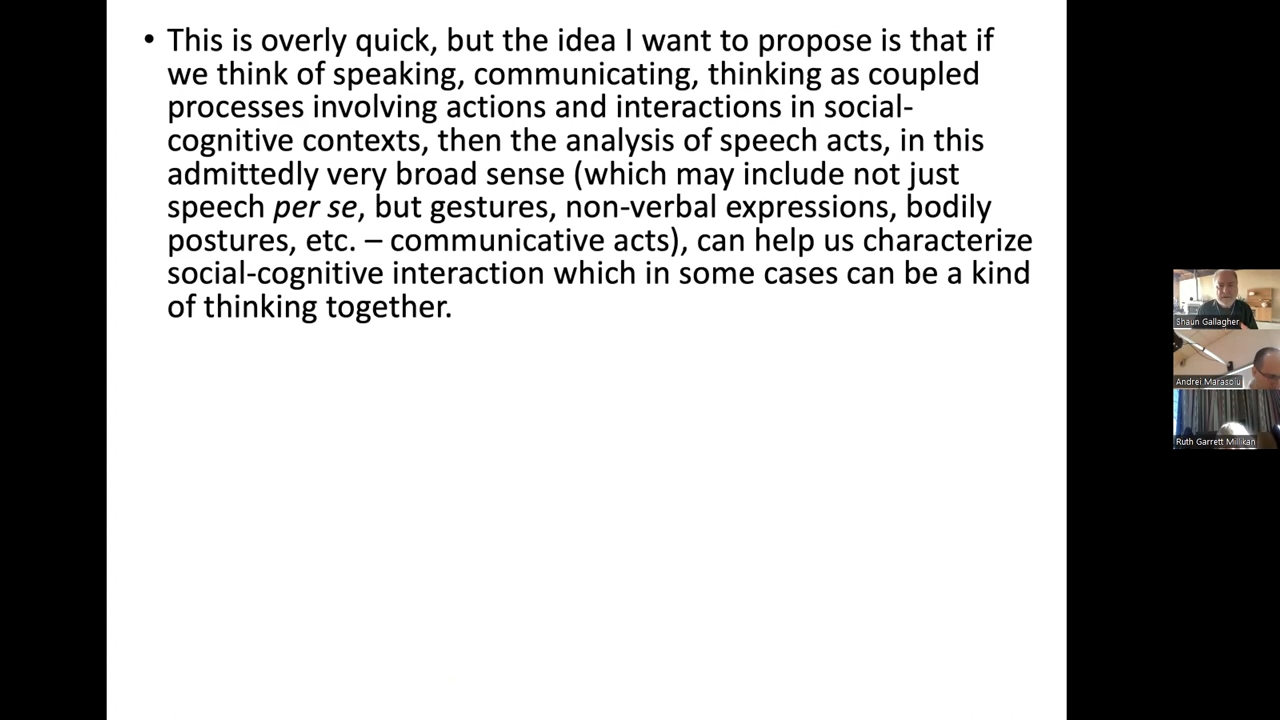 • This is overly quick, but the idea I want to propose is that if
we think of speaking, communicating, thinking as coupled
processes involving actions and interactions in social-
cognitive contexts, then the analysis of speech acts, in this
admittedly very broad sense (which may include not just
speech per se, but gestures, non-verbal expressions, bodily
postures, etc. – communicative acts), can help us characterize
social-cognitive interaction which in some cases can be a kind
of thinking together.
Shaun Gallagher
Andrei Marasoiu
Ruth Garrett Millikan